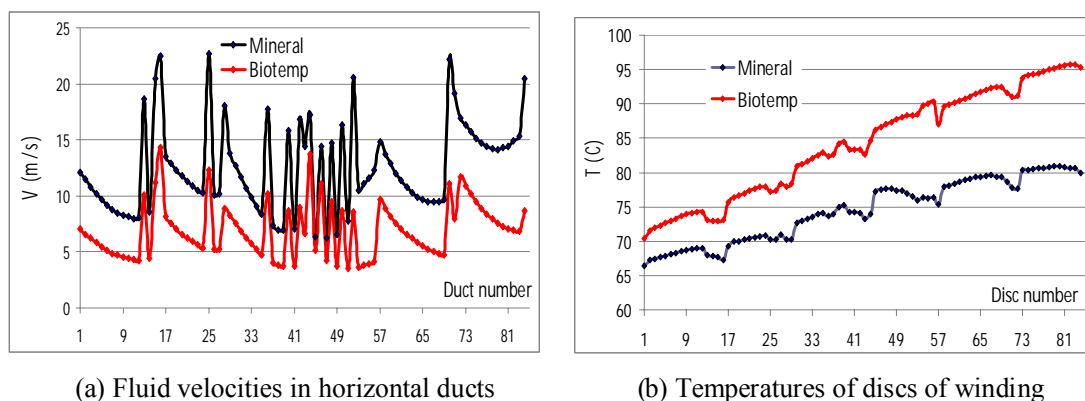 25
20
15
10
5
0
V (m/s)
Mineral
Biotemp
Duct number
1 9 17 25 33 41 49 57 65 73 81
100
95
90
85
80
75
70
65
60
T (C)
Mineral
Biotemp
Disc number
1 9 17 25 33 41 49 57 65 73 81
(a) Fluid velocities in horizontal ducts
(b) Temperatures of discs of winding